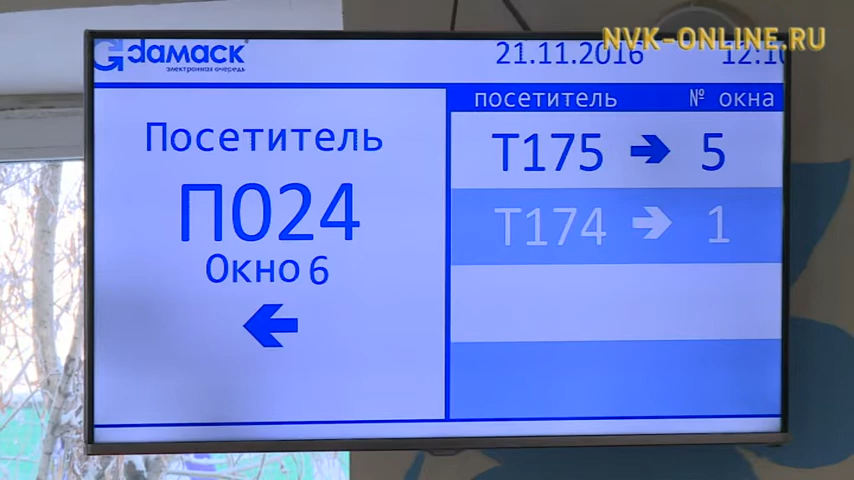 NVK-ONLINE.RU
Дамаск
электронная очередь
21.11.2016
посетитель № окна
Посетитель
П024
Окно 6
Т175 → 5
Т174 → 1